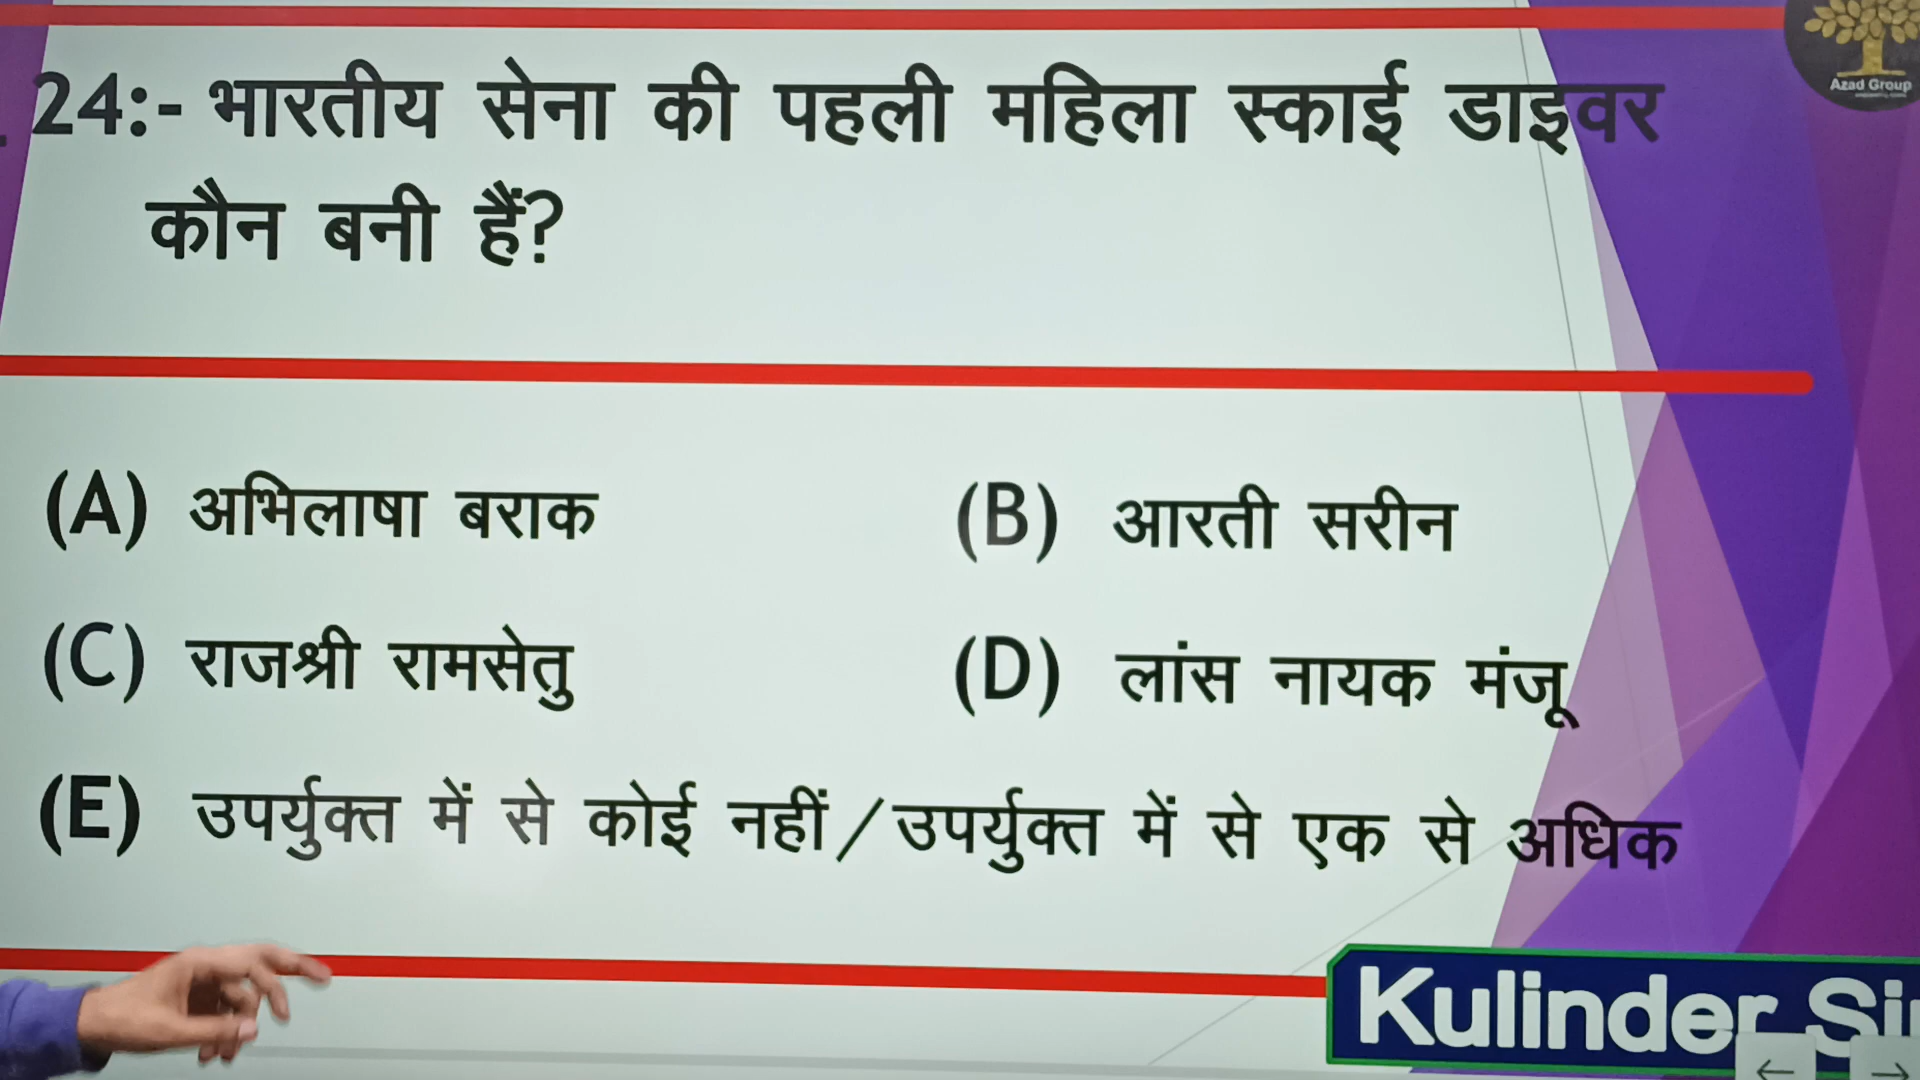 Azad Group
24:- भारतीय सेना की पहली महिला स्काई डाइवर
कौन बनी हैं?
(A) अभिलाषा बराक
(B) आरती सरीन
(C) राजश्री रामसेतु
(D) लांस नायक मंजू
(E) उपर्युक्त में से कोई नहीं/उपर्युक्त में से एक से अधिक
Kulinder